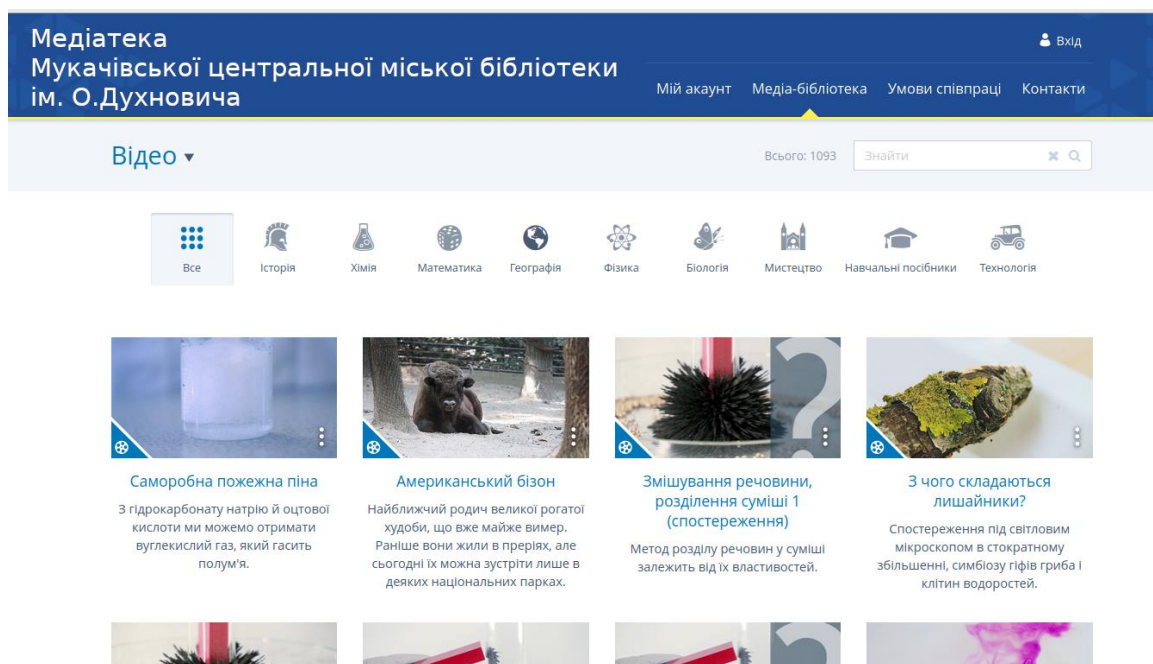 Медіатека
Мукачівської центральної міської бібліотеки
ім. О.Духновича
Вхід
Мій акаунт Медіа-бібліотека Умови співпраці Контакти
Відео
Всього: 1093
Знайти
Все Історія Хімія Математика Географія Фізика Біологія Мистецтво Навчальні посібники Технологія
Саморобна пожежна піна
З гідрокарбонату натрію й оцтової
кислоти ми можемо отримати
вуглекислий газ, який гасить
полум'я.
Американський бізон
Найближчий родич великої рогатої
худоби, що вже майже вимер.
Раніше вони жили в преріях, але
сьогодні їх можна зустріти лише в
деяких національних парках.
Змішування речовини,
розділення суміші 1
(спостереження)
Метод розділу речовин у суміші
залежить від їх властивостей.
З чого складаються
лишайники?
Спостереження під світловим
мікроскопом в стократному
збільшенні, симбіозу гіфів гриба і
клітин водоростей.